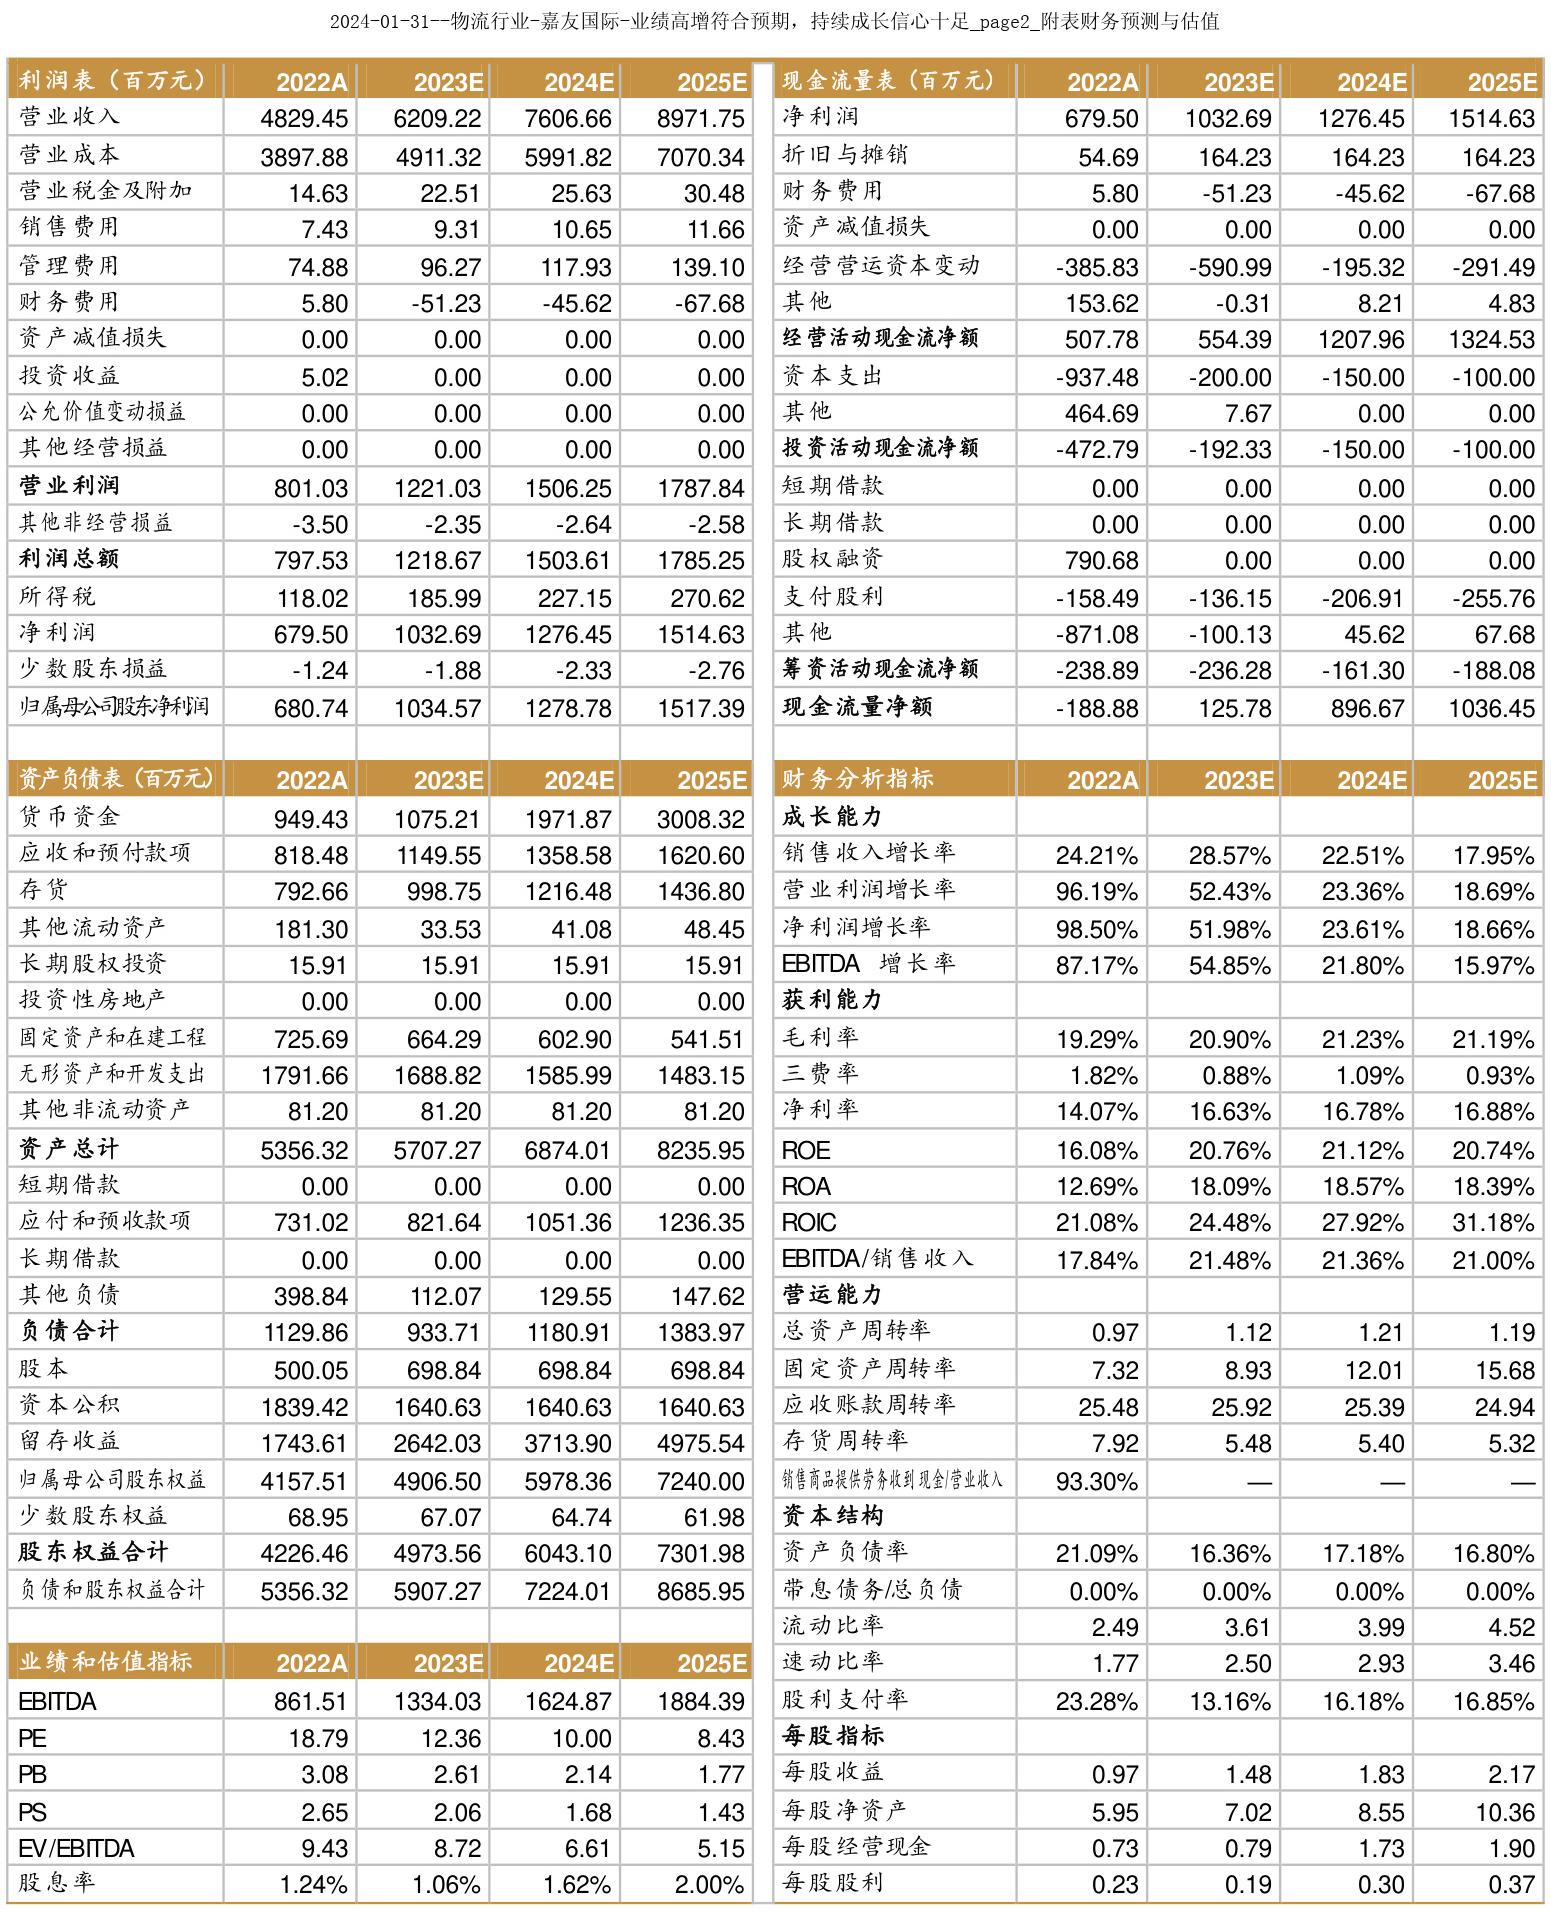 2024-01-31--物流行业-嘉友国际-业绩高增符合预期，持续成长信心十足_page2_附表财务预测与估值
利润表（百万元） 2022A 2023E 2024E 2025E
营业收入 4829.45 6209.22 7606.66 8971.75
营业成本 3897.88 4911.32 5991.82 7070.34
营业税金及附加 14.63 22.51 25.63 30.48
销售费用 7.43 9.31 10.65 11.66
管理费用 74.88 96.27 117.93 139.10
财务费用 5.80 -51.23 -45.62 -67.68
资产减值损失 0.00 0.00 0.00 0.00
投资收益 5.02 0.00 0.00 0.00
公允价值变动损益 0.00 0.00 0.00 0.00
其他经营损益 0.00 0.00 0.00 0.00
营业利润 801.03 1221.03 1506.25 1787.84
其他非经营损益 -3.50 -2.35 -2.64 -2.58
利润总额 797.53 1218.67 1503.61 1785.25
所得税 118.02 185.99 227.15 270.62
净利润 679.50 1032.69 1276.45 1514.63
少数股东损益 -1.24 -1.88 -2.33 -2.76
归属母公司股东净利润 680.74 1034.57 1278.78 1517.39
资产负债表（百万元） 2022A 2023E 2024E 2025E
货币资金 949.43 1075.21 1971.87 3008.32
应收和预付款项 818.48 1149.55 1358.58 1620.60
存货 792.66 998.75 1216.48 1436.80
其他流动资产 181.30 33.53 41.08 48.45
长期股权投资 15.91 15.91 15.91 15.91
投资性房地产 0.00 0.00 0.00 0.00
固定资产和在建工程 725.69 664.29 602.90 541.51
无形资产和开发支出 1791.66 1688.82 1585.99 1483.15
其他非流动资产 81.20 81.20 81.20 81.20
资产总计 5356.32 5707.27 6874.01 8235.95
短期借款 0.00 0.00 0.00 0.00
应付和预收款项 731.02 821.64 1051.36 1236.35
长期借款 0.00 0.00 0.00 0.00
其他负债 398.84 112.07 129.55 147.62
负债合计 1129.86 933.71 1180.91 1383.97
股本 500.05 698.84 698.84 698.84
资本公积 1839.42 1640.63 1640.63 1640.63
留存收益 1743.61 2642.03 3713.90 4975.54
归属母公司股东权益 4157.51 4906.50 5978.36 7240.00
少数股东权益 68.95 67.07 64.74 61.98
股东权益合计 4226.46 4973.56 6043.10 7301.98
负债和股东权益合计 5356.32 5907.27 7224.01 8685.95
业绩和估值指标 2022A 2023E 2024E 2025E
EBITDA 861.51 1334.03 1624.87 1884.39
PE 18.79 12.36 10.00 8.43
PB 3.08 2.61 2.14 1.77
PS 2.65 2.06 1.68 1.43
EV/EBITDA 9.43 8.72 6.61 5.15
股息率 1.24% 1.06% 1.62% 2.00%
现金流量表（百万元） 2022A 2023E 2024E 2025E
净利润 679.50 1032.69 1276.45 1514.63
折旧与摊销 54.69 164.23 164.23 164.23
财务费用 5.80 -51.23 -45.62 -67.68
资产减值损失 0.00 0.00 0.00 0.00
经营营运资本变动 -385.83 -590.99 -195.32 -291.49
其他 153.62 -0.31 8.21 4.83
经营活动现金流净额 507.78 554.39 1207.96 1324.53
资本支出 -937.48 -200.00 -150.00 -100.00
其他 464.69 7.67 0.00 0.00
投资活动现金流净额 -472.79 -192.33 -150.00 -100.00
短期借款 0.00 0.00 0.00 0.00
长期借款 0.00 0.00 0.00 0.00
股权融资 790.68 0.00 0.00 0.00
支付股利 -158.49 -136.15 -206.91 -255.76
其他 -871.08 -100.13 45.62 67.68
筹资活动现金流净额 -238.89 -236.28 -161.30 -188.08
现金流量净额 -188.88 125.78 896.67 1036.45
财务分析指标 2022A 2023E 2024E 2025E
成长能力
销售收入增长率 24.21% 28.57% 22.51% 17.95%
营业利润增长率 96.19% 52.43% 23.36% 18.69%
净利润增长率 98.50% 51.98% 23.61% 18.66%
EBITDA 增长率 87.17% 54.85% 21.80% 15.97%
获利能力
毛利率 19.29% 20.90% 21.23% 21.19%
三费率 1.82% 0.88% 1.09% 0.93%
净利率 14.07% 16.63% 16.78% 16.88%
ROE 16.08% 20.76% 21.12% 20.74%
ROA 12.69% 18.09% 18.57% 18.39%
ROIC 21.08% 24.48% 27.92% 31.18%
EBITDA/销售收入 17.84% 21.48% 21.36% 21.00%
营运能力
总资产周转率 0.97 1.12 1.21 1.19
固定资产周转率 7.32 8.93 12.01 15.68
应收账款周转率 25.48 25.92 25.39 24.94
存货周转率 7.92 5.48 5.40 5.32
销售商品提供劳务收到现金/营业收入 93.30% — — —
资本结构
资产负债率 21.09% 16.36% 17.18% 16.80%
带息债务/总负债 0.00% 0.00% 0.00% 0.00%
流动比率 2.49 3.61 3.99 4.52
速动比率 1.77 2.50 2.93 3.46
股利支付率 23.28% 13.16% 16.18% 16.85%
每股指标
每股收益 0.97 1.48 1.83 2.17
每股净资产 5.95 7.02 8.55 10.36
每股经营现金 0.73 0.79 1.73 1.90
每股股利 0.23 0.19 0.30 0.37